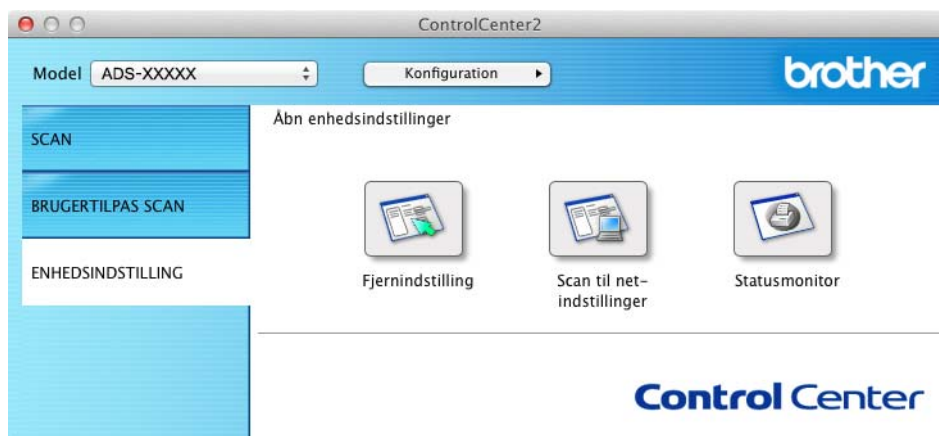 ControlCenter2
Model ADS-XXXXX Konfiguration
brother
SCAN
BRUGERTILPAS SCAN
ENHEDSINDSTILLING
Åbn enhedsindstillinger
Fjernindstilling
Scan til net-
indstillinger
Statusmonitor
Control Center